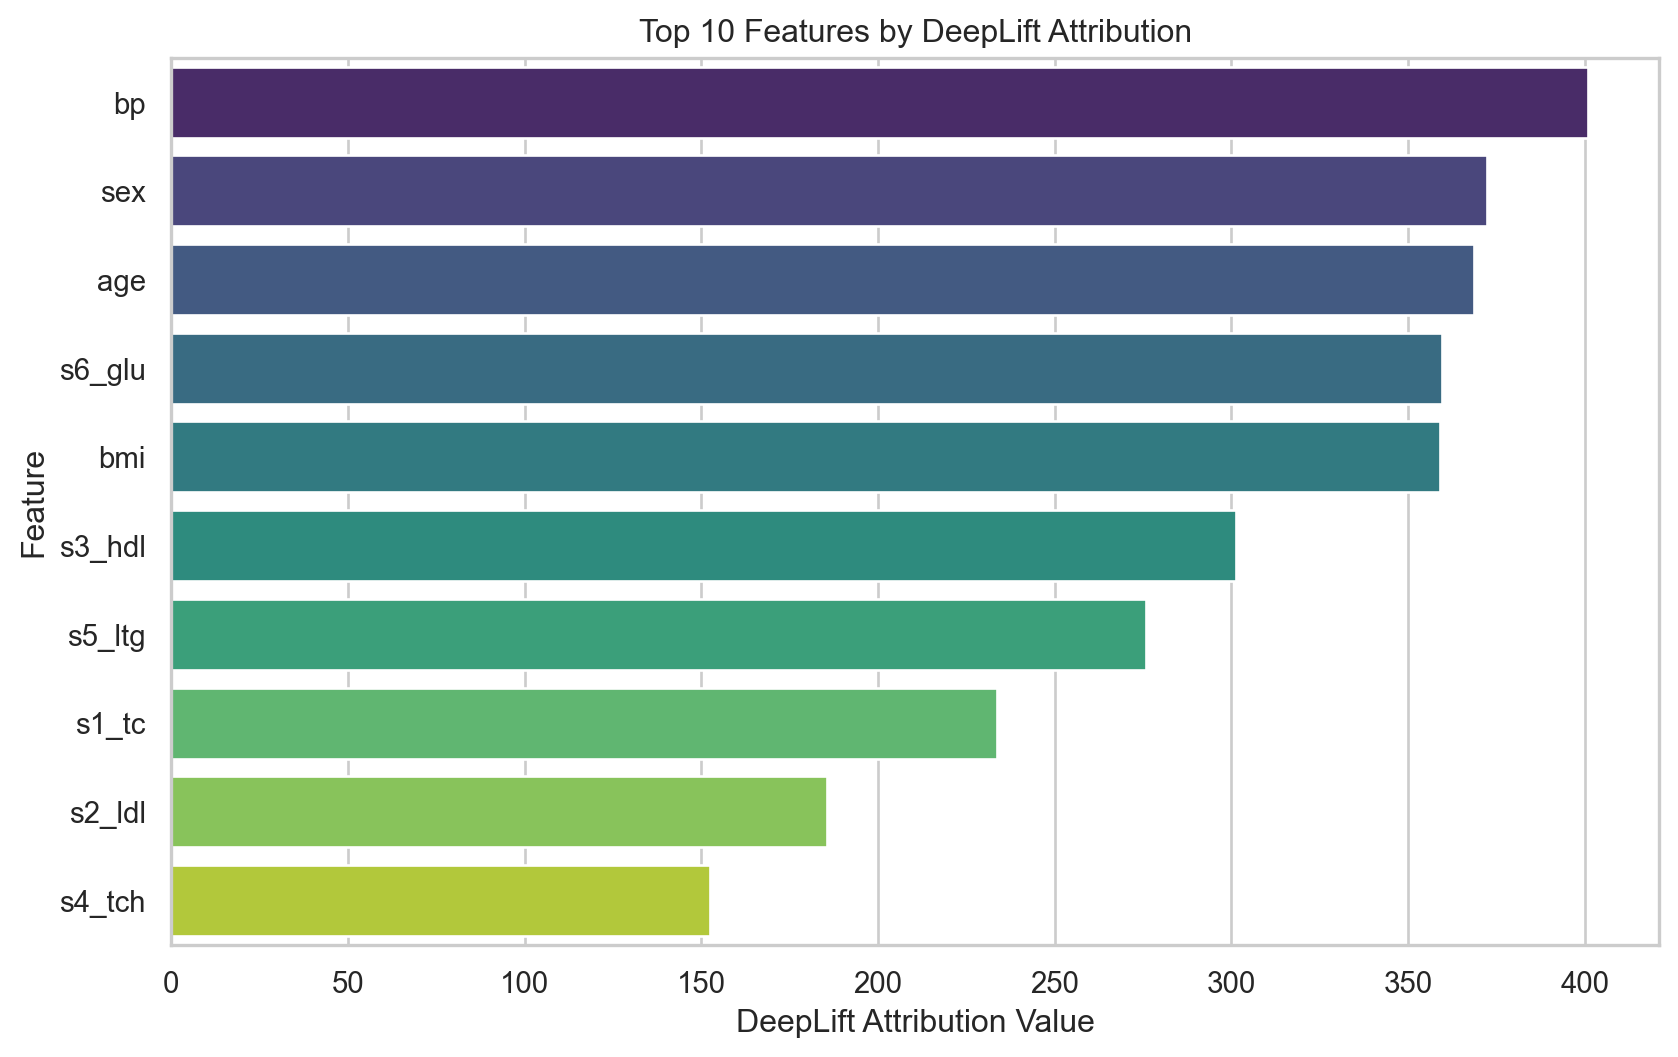 Top 10 Features by DeepLift Attribution
bp
sex
age
s6_glu
bmi
s3_hdl
s5_ltg
s1_tc
s2_ldl
s4_tch
Feature
0 50 100 150 200 250 300 350 400
DeepLift Attribution Value